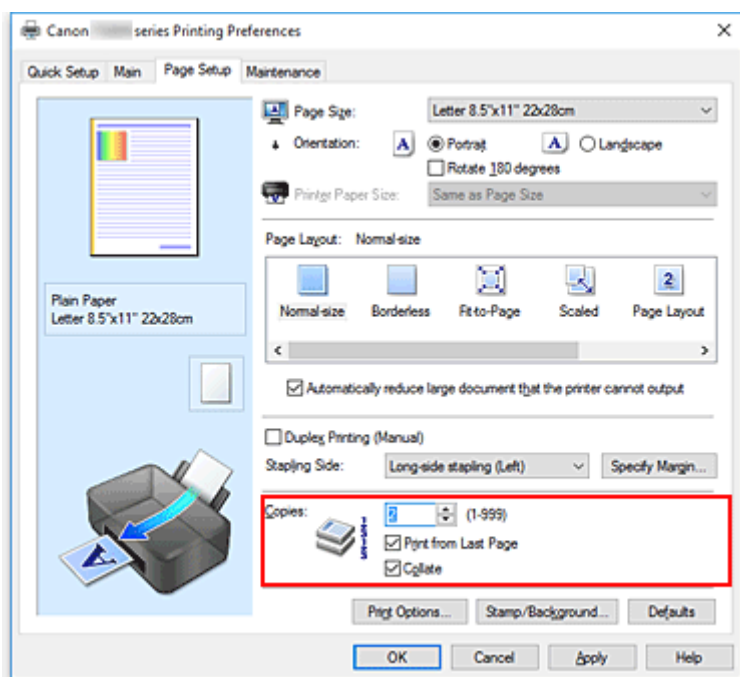 Canon series Printing Preferences
Quick Setup Main Page Setup Maintenance
Page Size: Letter 8.5"x11" 22x28cm
Orientation: A Portrait A Landscape
Rotate 180 degrees
Printer Paper Size: Same as Page Size
Page Layout: Normal-size
2
Normal-size Borderless Fit-to-Page Scaled Page Layout
Plain Paper
Letter 8.5"x11" 22x28cm
Automatically reduce large document that the printer cannot output
Duplex Printing (Manual)
Stapling Side: Long-side stapling (Left) Specify Margin...
Copies: 2 (1-999)
Print from Last Page
Collate
A
Print Options... Stamp/Background... Defaults
OK Cancel Apply Help